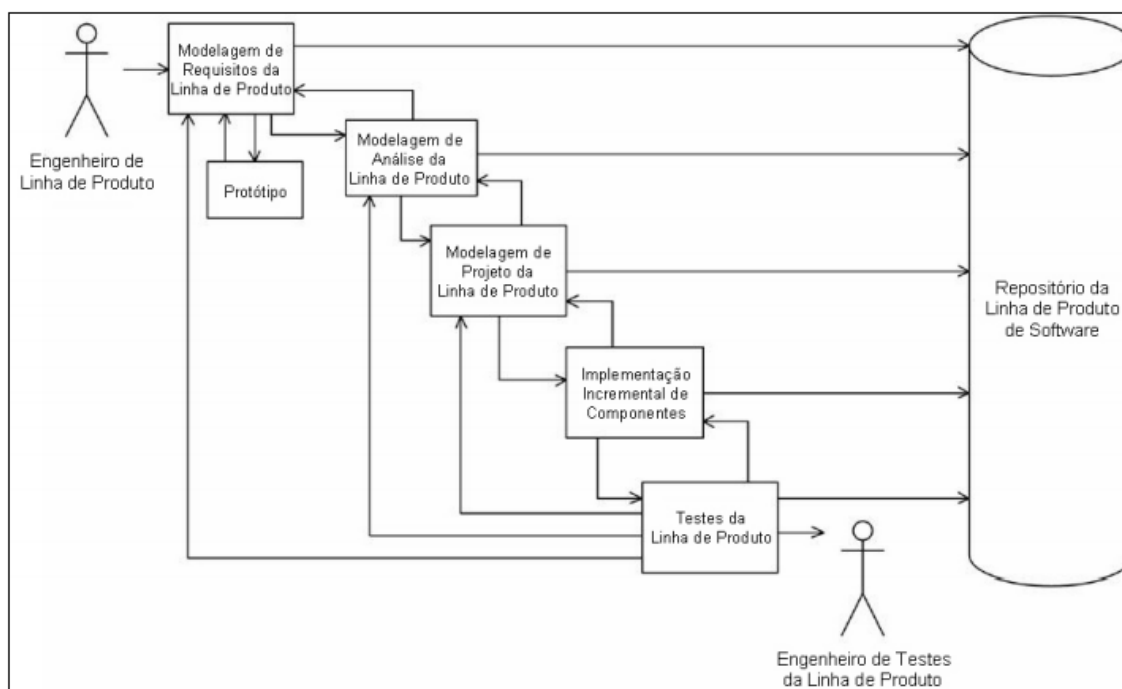 Modelagem de
Requisitos da
Linha de Produto
Engenheiro de
Linha de Produto
Protótipo
Modelagem de
Análise da
Linha de Produto
Modelagem de
Projeto da
Linha de Produto
Implementação
Incremental de
Componentes
Testes da
Linha de Produto
Engenheiro de Testes
da Linha de Produto
Repositório da
Linha de Produto
de Software